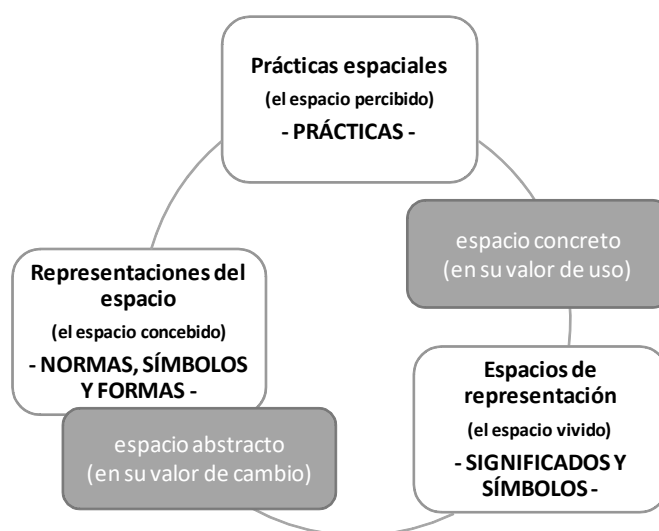 Prácticas espaciales
(el espacio percibido)
- PRÁCTICAS -
espacio concreto
(en su valor de uso)
Representaciones del
espacio
(el espacio concebido)
- NORMAS, SÍMBOLOS
Y FORMAS -
Espacios de
representación
(el espacio vivido)
- SIGNIFICADOS Y
SÍMBOLOS -
espacio abstracto
(en su valor de cambio)